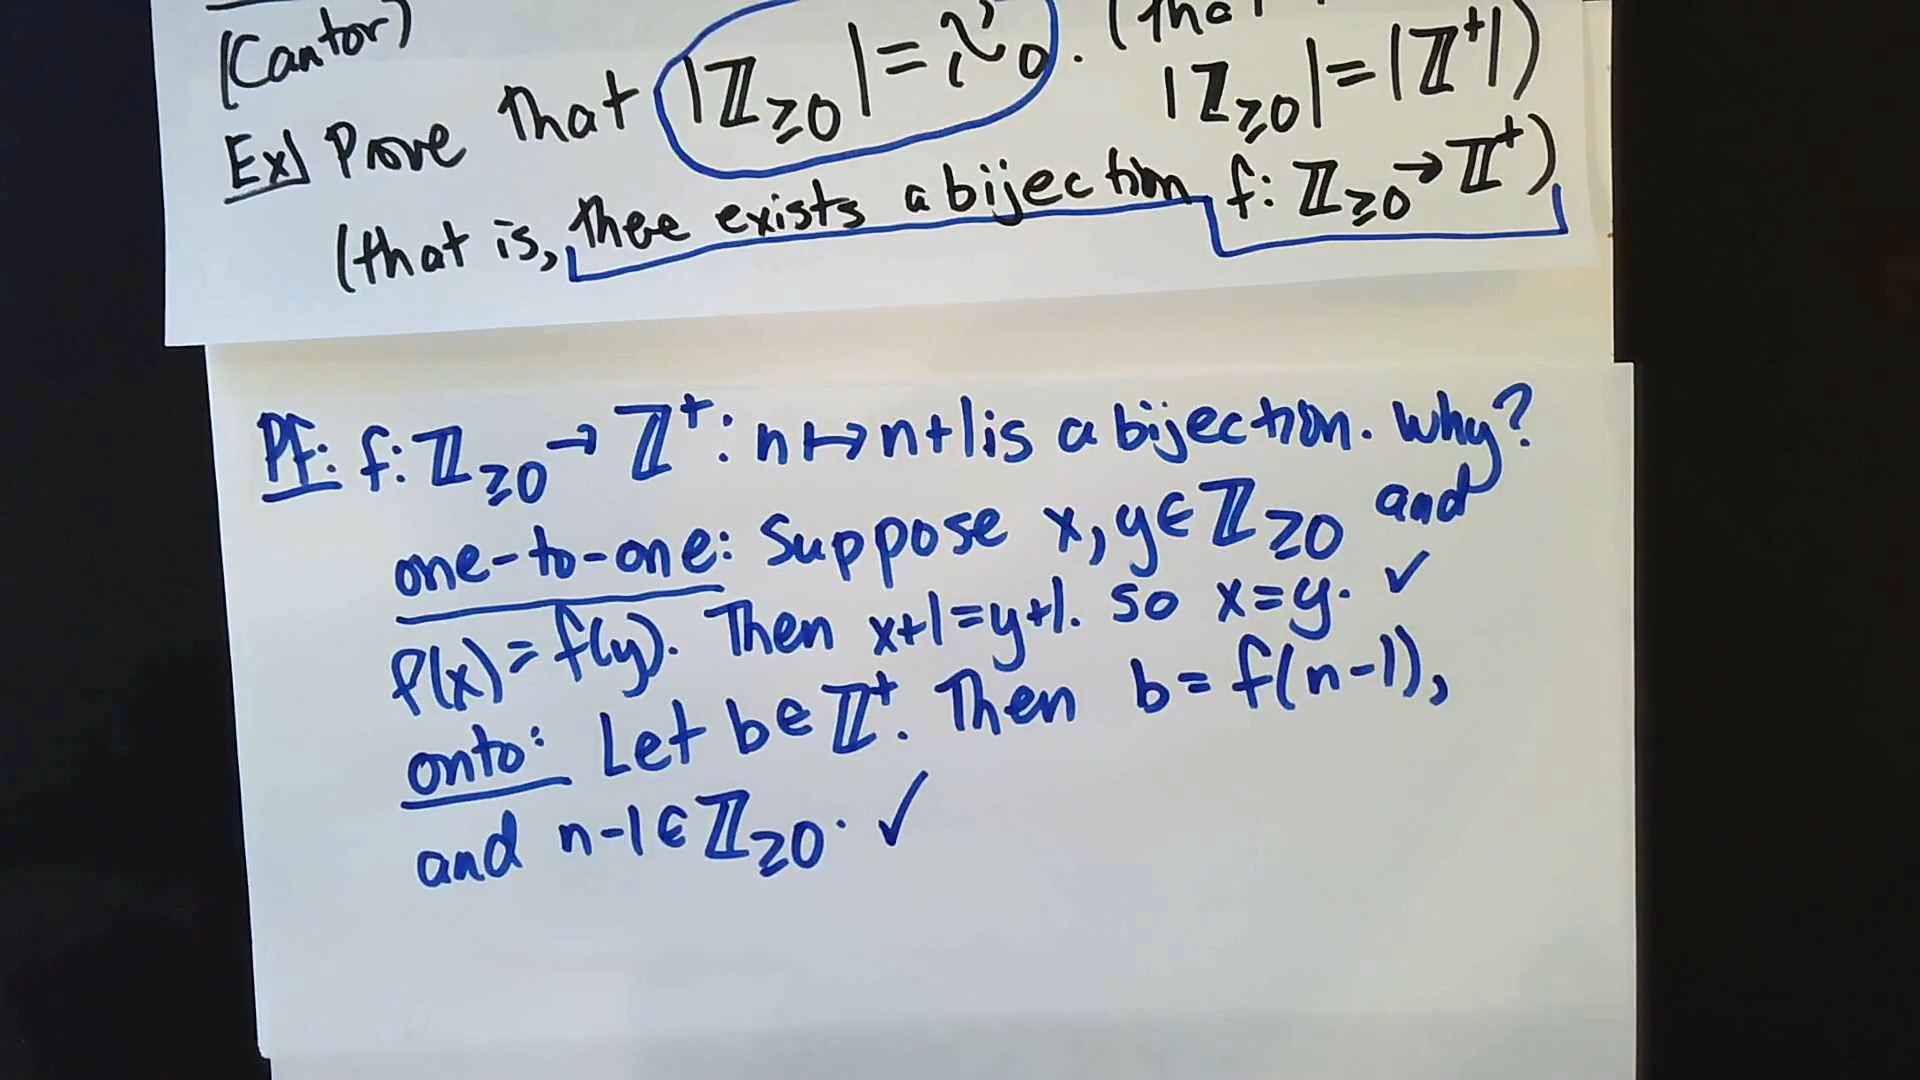 (Cantor)
Ex) Prove that |ℤ≥0| = ℵ0. (that
|ℤ≥0| = |ℤ⁺|)
(that is, there exists a bijection f: ℤ≥0 → ℤ⁺)
Pf: f: ℤ≥0 → ℤ⁺: n ↦ n+1 is a bijection. Why?
one-to-one: Suppose x, y ∈ ℤ≥0 and
f(x) = f(y). Then x+1 = y+1. So x = y. ✓
onto: Let b ∈ ℤ⁺. Then b = f(n-1),
and n-1 ∈ ℤ≥0. ✓